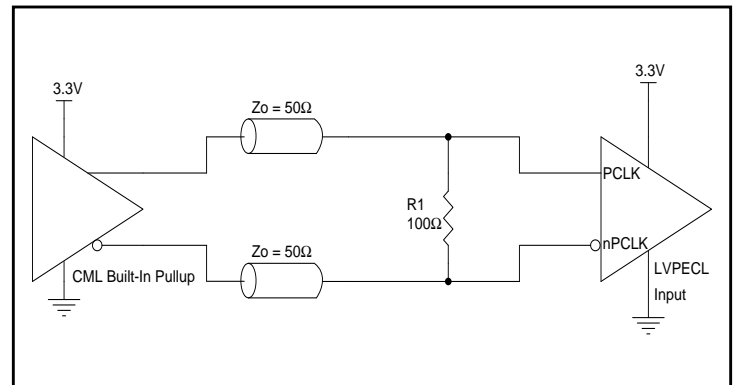 3.3V
3.3V
Zo = 50Ω
PCLK
R1
100Ω
Zo = 50Ω
nPCLK
CML Built-In Pullup
LVPECL
Input